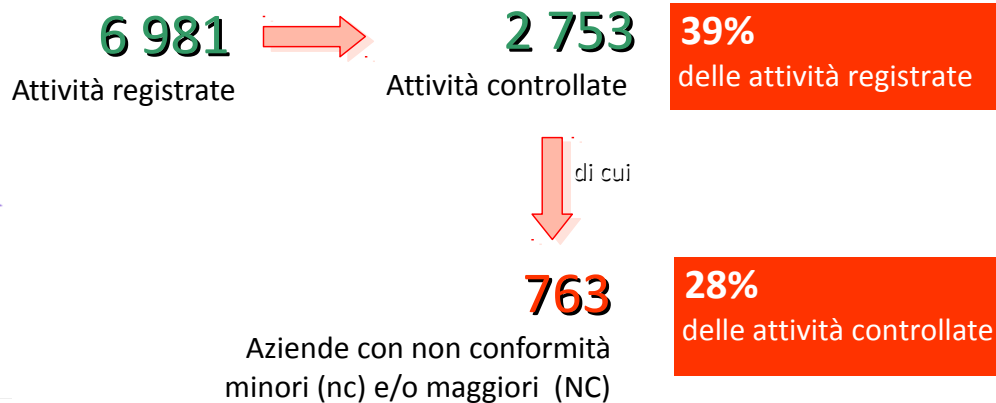 6 981
Attività registrate
2 753
Attività controllate
39%
delle attività registrate
di cui
763
Aziende con non conformità
minori (nc) e/o maggiori (NC)
28%
delle attività controllate